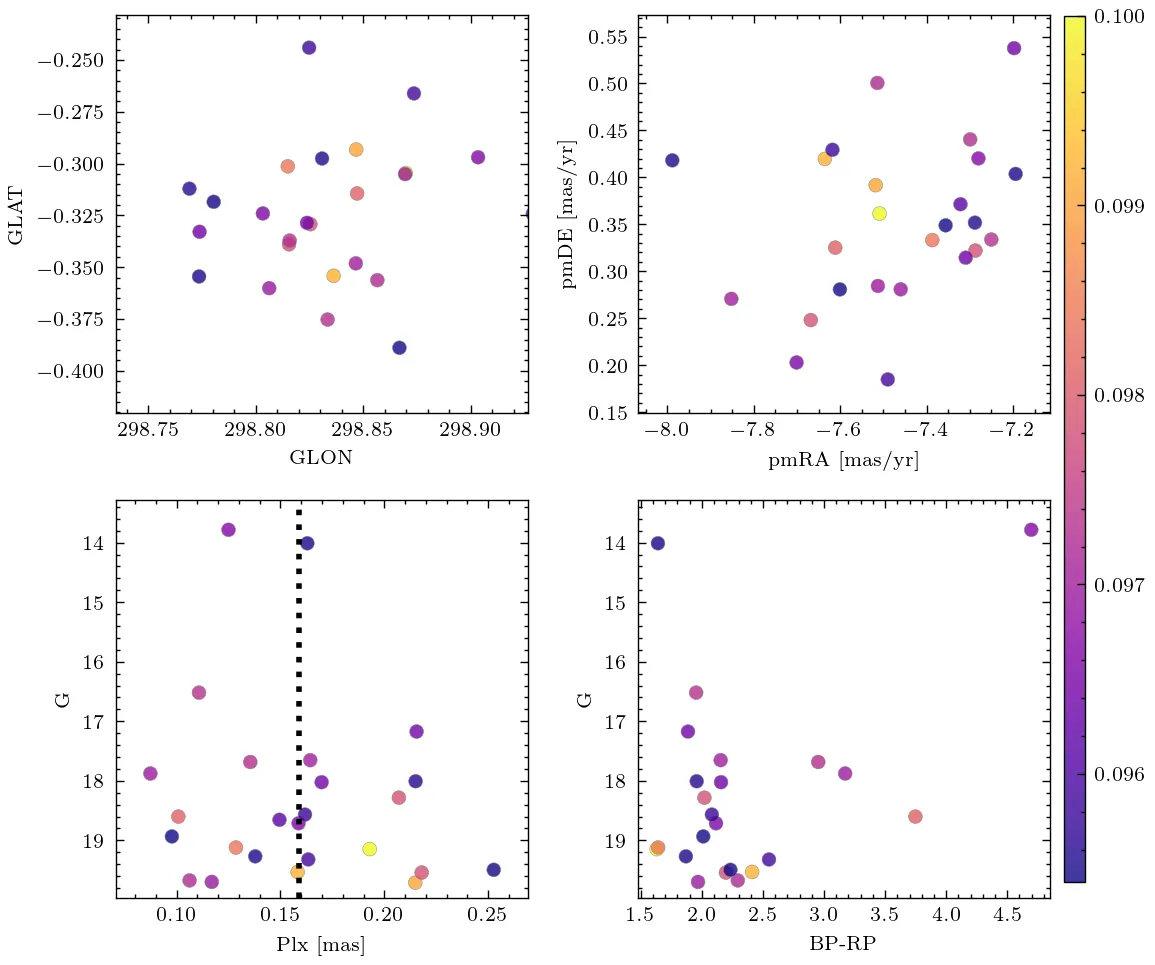 −0.250
−0.275
−0.300
−0.325
−0.350
−0.375
−0.400
GLAT
298.75 298.80 298.85 298.90
GLON
0.55
0.50
0.45
0.40
0.35
0.30
0.25
0.20
0.15
pmDE [mas/yr]
−8.0 −7.8 −7.6 −7.4 −7.2
pmRA [mas/yr]
0.100
0.099
0.098
0.097
0.096
14
15
16
17
18
19
G
0.10 0.15 0.20 0.25
Plx [mas]
14
15
16
17
18
19
G
1.5 2.0 2.5 3.0 3.5 4.0 4.5
BP-RP